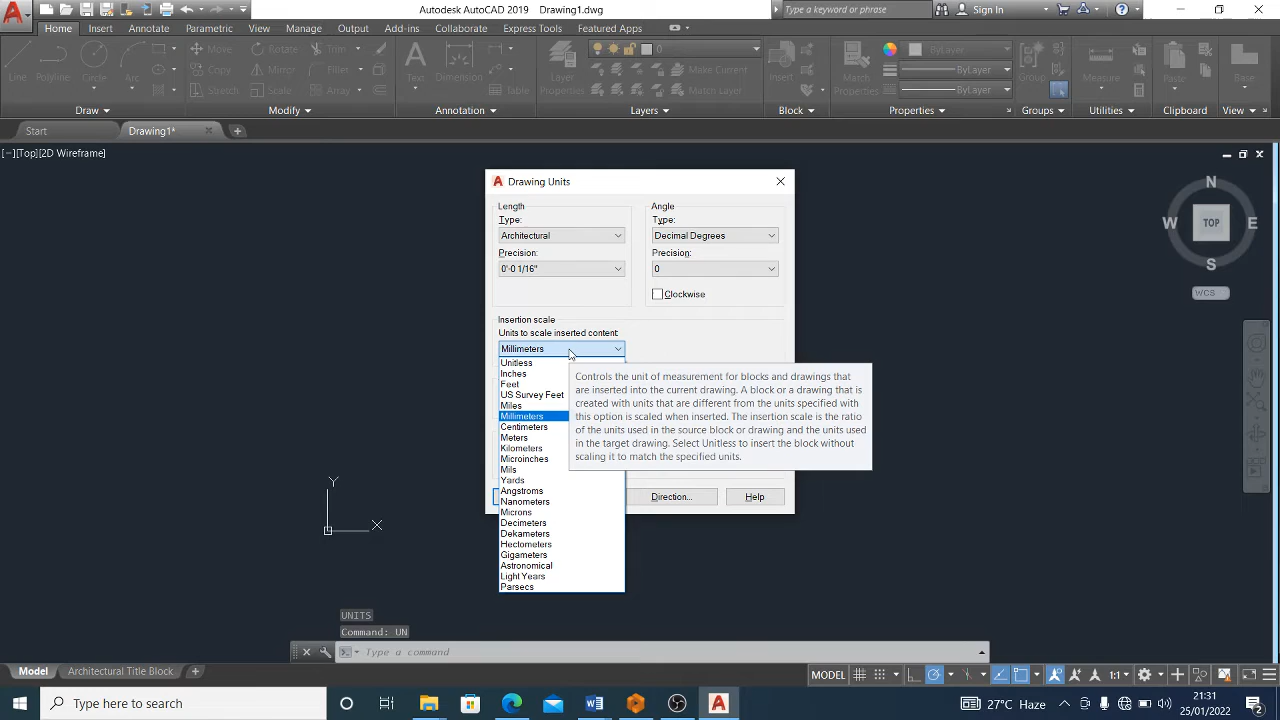 Autodesk AutoCAD 2019 Drawing1.dwg
Type a keyword or phrase
Sign In
Home Insert Annotate Parametric View Manage Output Add-ins Collaborate Express Tools Featured Apps
Line Polyline Circle Arc
Move Rotate Trim
Copy Mirror Fillet
Stretch Scale Array
Text Dimension Table
Layer Properties
0
Make Current
Match Layer
Insert
Match Properties
ByLayer
ByLayer
ByLayer
Group
Measure
Paste
Base
Draw Modify Annotation Layers Block Properties Groups Utilities Clipboard View
Start Drawing1*
[−][Top][2D Wireframe]
N
W TOP E
S
WCS
Drawing Units
Length
Type:
Architectural
Precision:
0'-0 1/16"
Angle
Type:
Decimal Degrees
Precision:
0
Clockwise
Insertion scale
Units to scale inserted content:
Millimeters
Unitless
Inches
Feet
US Survey Feet
Miles
Millimeters
Centimeters
Meters
Kilometers
Microinches
Mils
Yards
Angstroms
Nanometers
Microns
Decimeters
Dekameters
Hectometers
Gigameters
Astronomical
Light Years
Parsecs
Controls the unit of measurement for blocks and drawings that
are inserted into the current drawing. A block or a drawing that is
created with units that are different from the units specified with
this option is scaled when inserted. The insertion scale is the ratio
of the units used in the source block or drawing and the units used
in the target drawing. Select Unitless to insert the block without
scaling it to match the specified units.
Direction... Help
Y
X
UNITS
Command: UN
Type a command
Model Architectural Title Block
MODEL 1:1
Type here to search
27°C Haze
21:31
25/01/2022